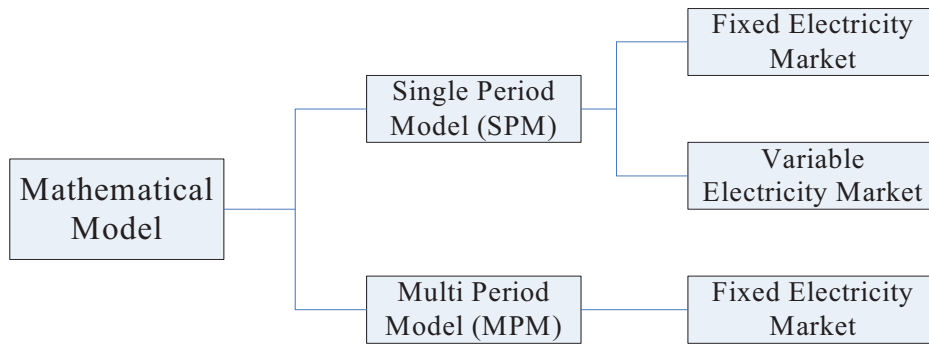 Fixed Electricity
Market
Single Period
Model (SPM)
Variable
Electricity Market
Mathematical
Model
Multi Period
Model (MPM)
Fixed Electricity
Market